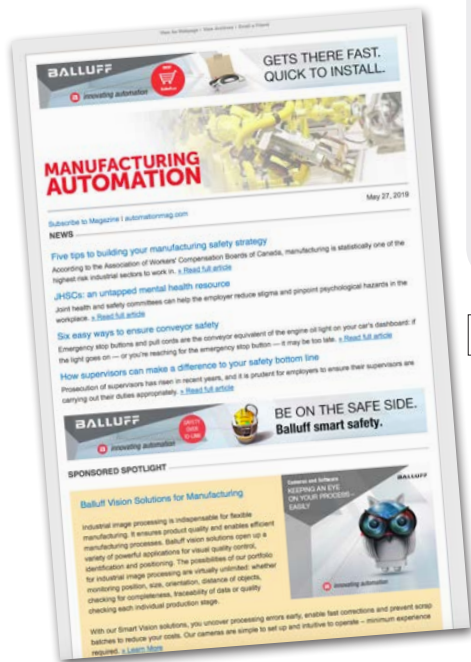 View as Webpage | View Archives | Email a Friend
BALLUFF
innovating automation
GETS THERE FAST.
QUICK TO INSTALL.
MANUFACTURING
AUTOMATION
Subscribe to Magazine | automationmag.com
May 27, 2019
NEWS
Five tips to building your manufacturing safety strategy
According to the Association of Workers' Compensation Boards of Canada, manufacturing is statistically one of the
highest risk industrial sectors to work in. » Read full article
JHSCs: an untapped mental health resource
Joint health and safety committees can help the employer reduce stigma and pinpoint psychological hazards in the
workplace. » Read full article
Six easy ways to ensure conveyor safety
Emergency stop buttons and pull cords are the conveyor equivalent of the engine oil light on your car's dashboard: if
the light goes on — or you're reaching for the emergency stop button — it may be too late. » Read full article
How supervisors can make a difference to your safety bottom line
Prosecution of supervisors has risen in recent years, and it is prudent for employers to ensure their supervisors are
carrying out their duties appropriately. » Read full article
BALLUFF
innovating automation
SAFETY
OVER
IO-LINK
BE ON THE SAFE SIDE.
Balluff smart safety.
SPONSORED SPOTLIGHT
Balluff Vision Solutions for Manufacturing
Industrial image processing is indispensable for flexible
manufacturing. It ensures product quality and enables efficient
manufacturing processes. Balluff vision solutions open up a
variety of powerful applications for visual quality control,
identification and positioning. The possibilities of our portfolio
for industrial image processing are virtually unlimited: whether
monitoring position, size, orientation, distance of objects,
checking for completeness, traceability of data or quality
checking each individual production stage.
Cameras and Software
KEEPING AN EYE
ON YOUR PROCESS–
EASILY
BALLUFF
innovating automation
With our Smart Vision solutions, you uncover processing errors early, enable fast corrections and prevent scrap
batches to reduce your costs. Our cameras are simple to set up and intuitive to operate – minimum experience
required. » Learn More